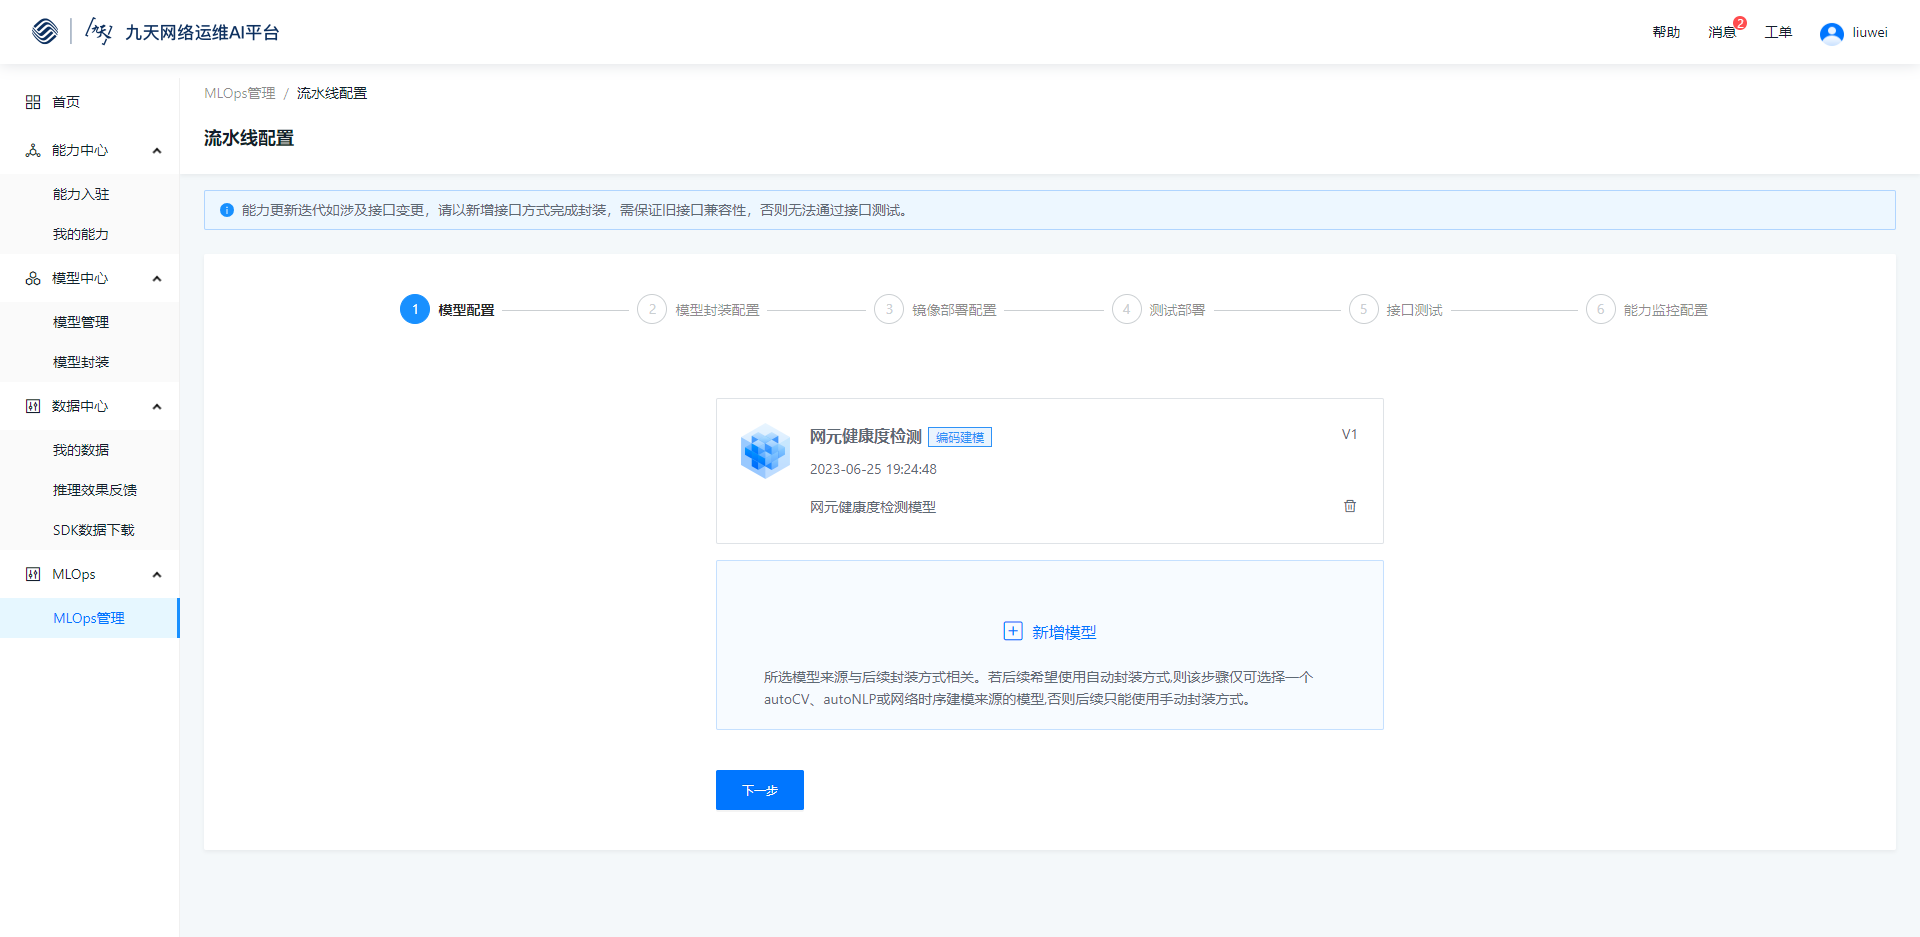 九天 九天网络运维AI平台
帮助 消息 2 工单 liuwei
首页
能力中心
能力入驻
我的能力
模型中心
模型管理
模型封装
数据中心
我的数据
推理效果反馈
SDK数据下载
MLOps
MLOps管理
MLOps管理 / 流水线配置
流水线配置
能力更新迭代如涉及接口变更，请以新增接口方式完成封装，需保证旧接口兼容性，否则无法通过接口测试。
1 模型配置 2 模型封装配置 3 镜像部署配置 4 测试部署 5 接口测试 6 能力监控配置
网元健康度检测 编码建模 V1
2023-06-25 19:24:48
网元健康度检测模型
新增模型
所选模型来源与后续封装方式相关。若后续希望使用自动封装方式,则该步骤仅可选择一个
autoCV、autoNLP或网络时序建模来源的模型,否则后续只能使用手动封装方式。
下一步